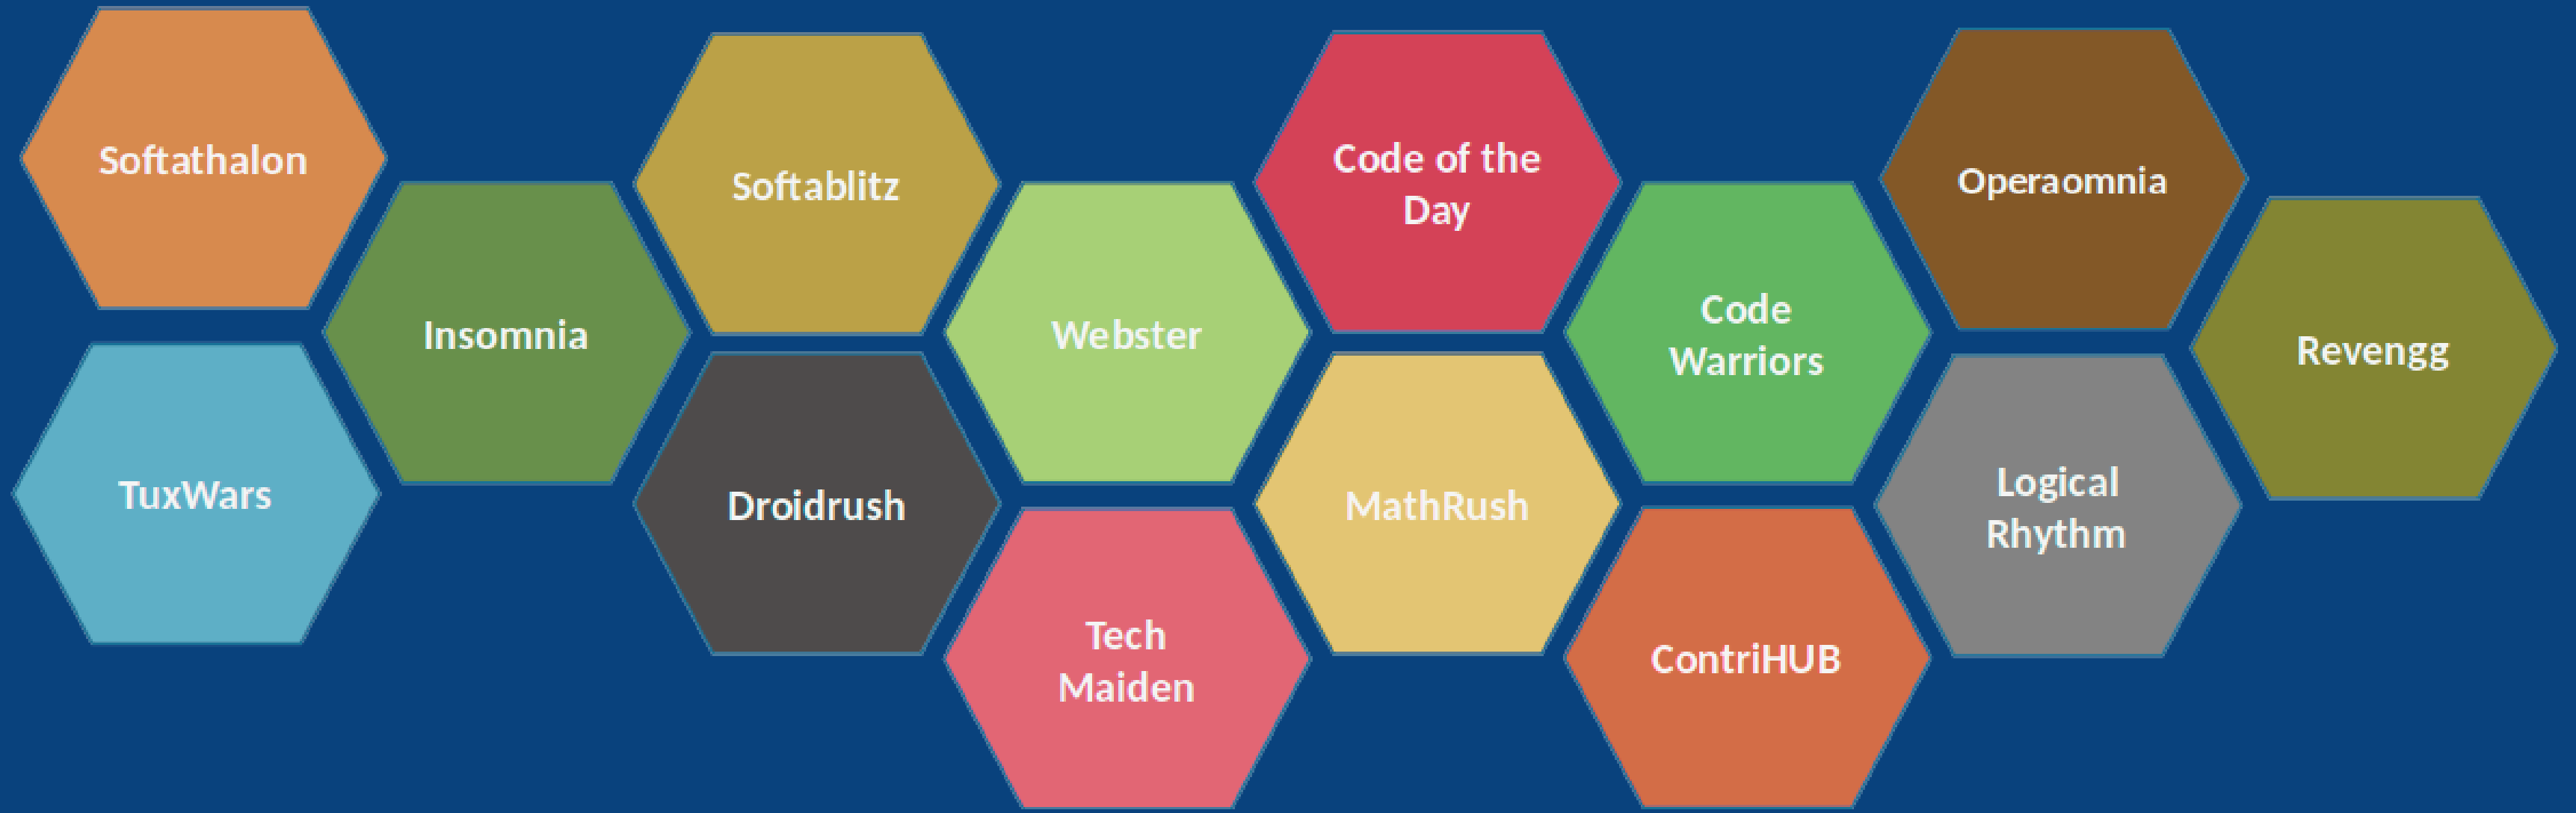 Softathalon
Softablitz
Code of the
Day
Operaomnia
Insomnia
Webster
Code
Warriors
Revengg
TuxWars
Droidrush
MathRush
Logical
Rhythm
Tech
Maiden
ContriHUB